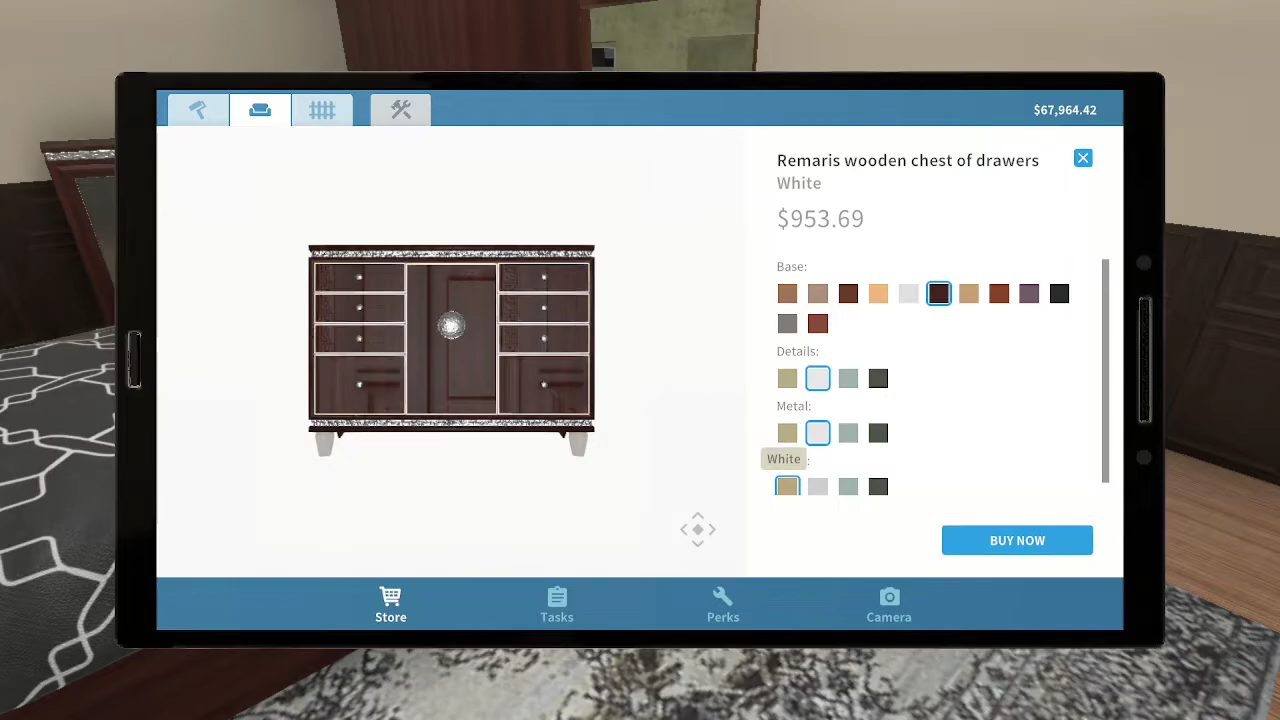 $67,964.42
Remaris wooden chest of drawers
White
$953.69
Base:
Details:
Metal:
White :
BUY NOW
Store Tasks Perks Camera